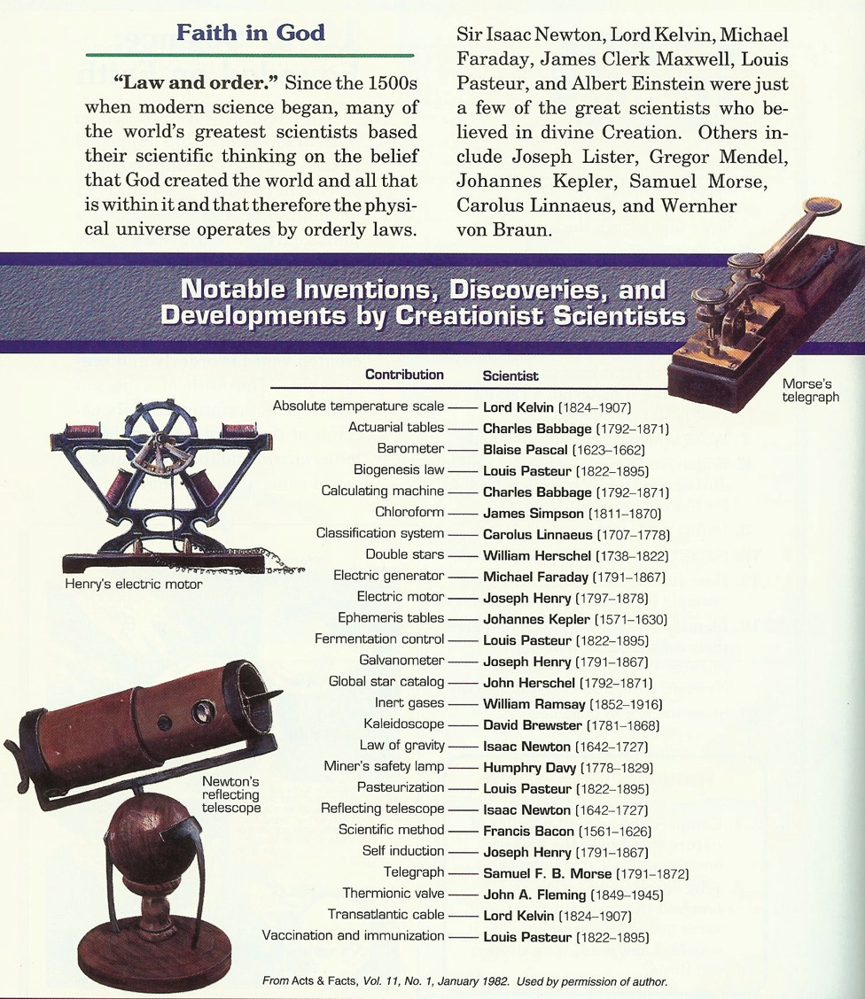 Faith in God
“Law and order.” Since the 1500s
when modern science began, many of
the world’s greatest scientists based
their scientific thinking on the belief
that God created the world and all that
is within it and that therefore the physi-
cal universe operates by orderly laws.
Sir Isaac Newton, Lord Kelvin, Michael
Faraday, James Clerk Maxwell, Louis
Pasteur, and Albert Einstein were just
a few of the great scientists who be-
lieved in divine Creation. Others in-
clude Joseph Lister, Gregor Mendel,
Johannes Kepler, Samuel Morse,
Carolus Linnaeus, and Wernher
von Braun.
Notable Inventions, Discoveries, and
Developments by Creationist Scientists
Morse’s
telegraph
Contribution Scientist
Absolute temperature scale — Lord Kelvin (1824–1907)
Actuarial tables — Charles Babbage (1792–1871)
Barometer — Blaise Pascal (1623–1662)
Biogenesis law — Louis Pasteur (1822–1895)
Calculating machine — Charles Babbage (1792–1871)
Chloroform — James Simpson (1811–1870)
Classification system — Carolus Linnaeus (1707–1778)
Double stars — William Herschel (1738–1822)
Electric generator — Michael Faraday (1791–1867)
Electric motor — Joseph Henry (1797–1878)
Ephemeris tables — Johannes Kepler (1571–1630)
Fermentation control — Louis Pasteur (1822–1895)
Galvanometer — Joseph Henry (1791–1867)
Global star catalog — John Herschel (1792–1871)
Inert gases — William Ramsay (1852–1916)
Kaleidoscope — David Brewster (1781–1868)
Law of gravity — Isaac Newton (1642–1727)
Miner’s safety lamp — Humphry Davy (1778–1829)
Pasteurization — Louis Pasteur (1822–1895)
Reflecting telescope — Isaac Newton (1642–1727)
Scientific method — Francis Bacon (1561–1626)
Self induction — Joseph Henry (1791–1867)
Telegraph — Samuel F. B. Morse (1791–1872)
Thermionic valve — John A. Fleming (1849–1945)
Transatlantic cable — Lord Kelvin (1824–1907)
Vaccination and immunization — Louis Pasteur (1822–1895)
Henry’s electric motor
Newton’s
reflecting
telescope
From Acts & Facts, Vol. 11, No. 1, January 1982. Used by permission of author.